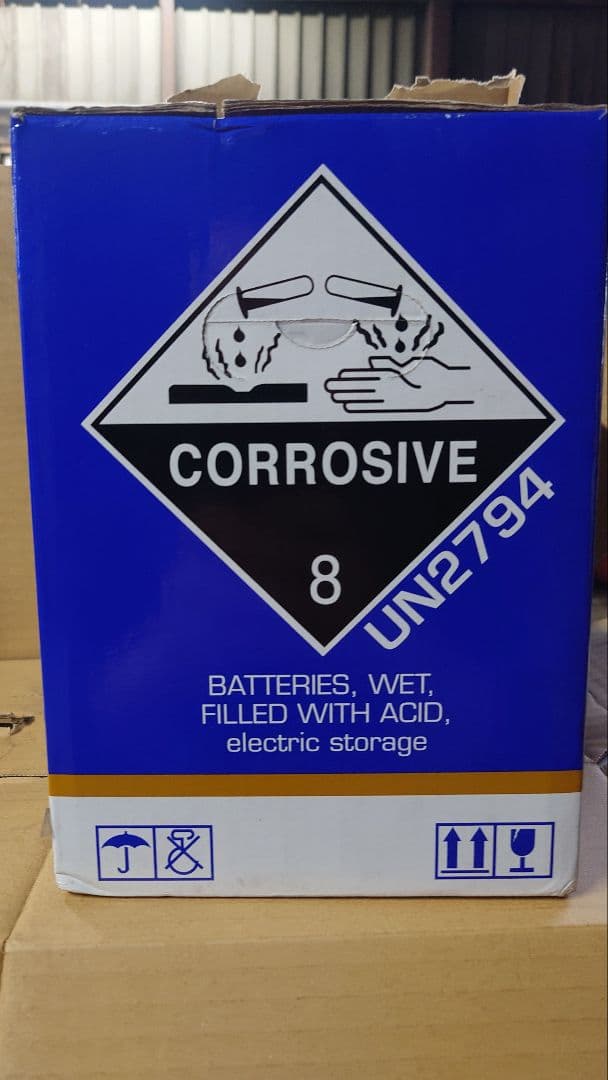 CORROSIVE
8
UN2794
BATTERIES, WET,
FILLED WITH ACID,
electric storage